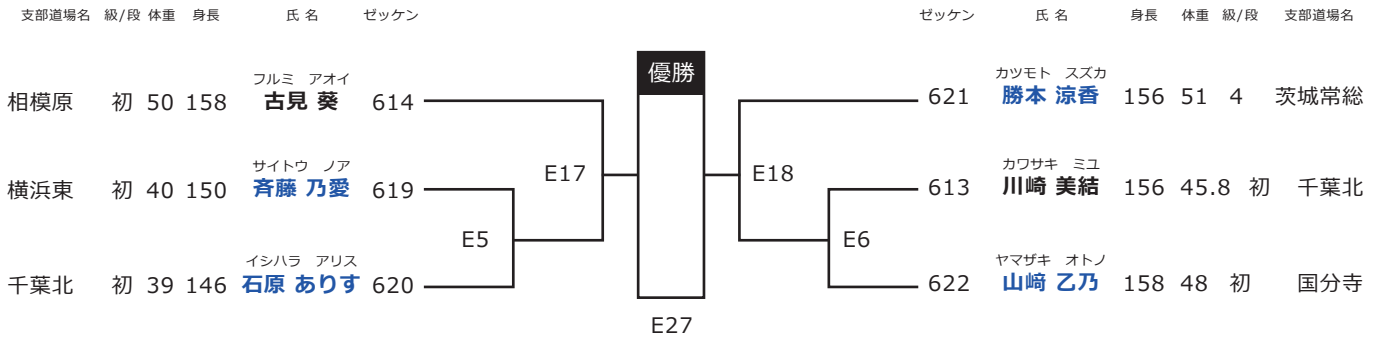 支部道場名 級/段 体重 身長 氏 名 ゼッケン
ゼッケン 氏 名 身長 体重 級/段 支部道場名
優勝
フルミ アオイ
相模原 初 50 158 古見 葵 614
カツモト スズカ
621 勝本 涼香 156 51 4 茨城常総
E17
E18
サイトウ ノア
横浜東 初 40 150 斉藤 乃愛 619
カワサキ ミユ
613 川崎 美結 156 45.8 初 千葉北
E5
E6
イシハラ アリス
千葉北 初 39 146 石原 ありす 620
ヤマザキ オトノ
622 山﨑 乙乃 158 48 初 国分寺
E27